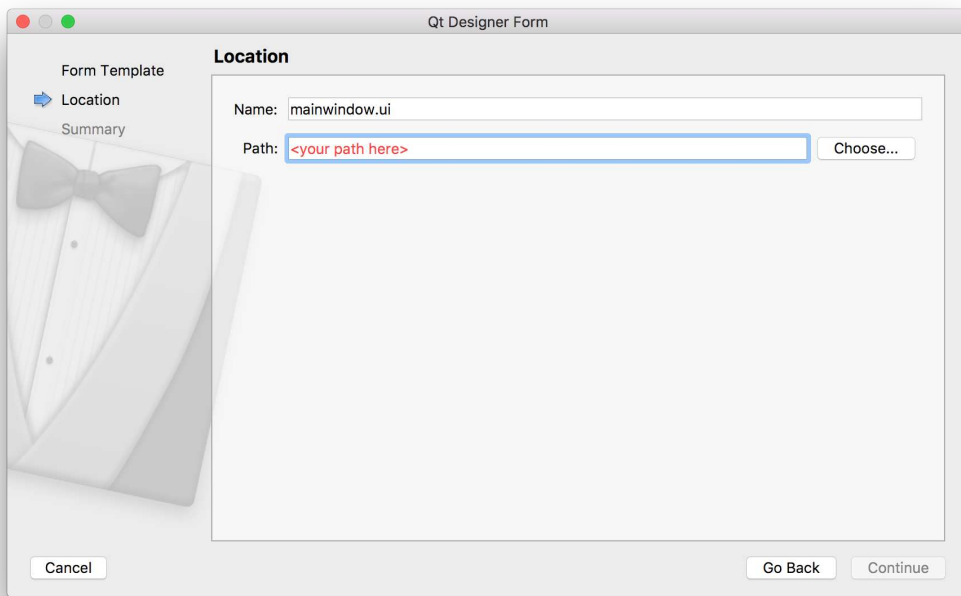 Qt Designer Form
Form Template
Location
Summary
Location
Name: mainwindow.ui
Path: <your path here> Choose...
Cancel
Go Back Continue